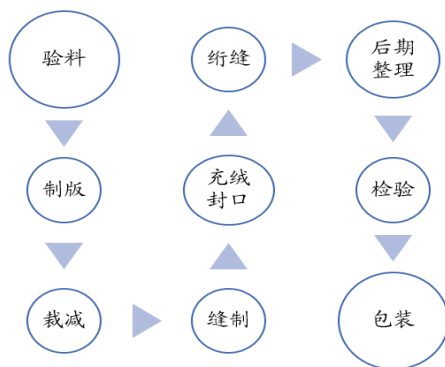 验料
制版
裁减
缝制
充绒
封口
绗缝
后期
整理
检验
包装